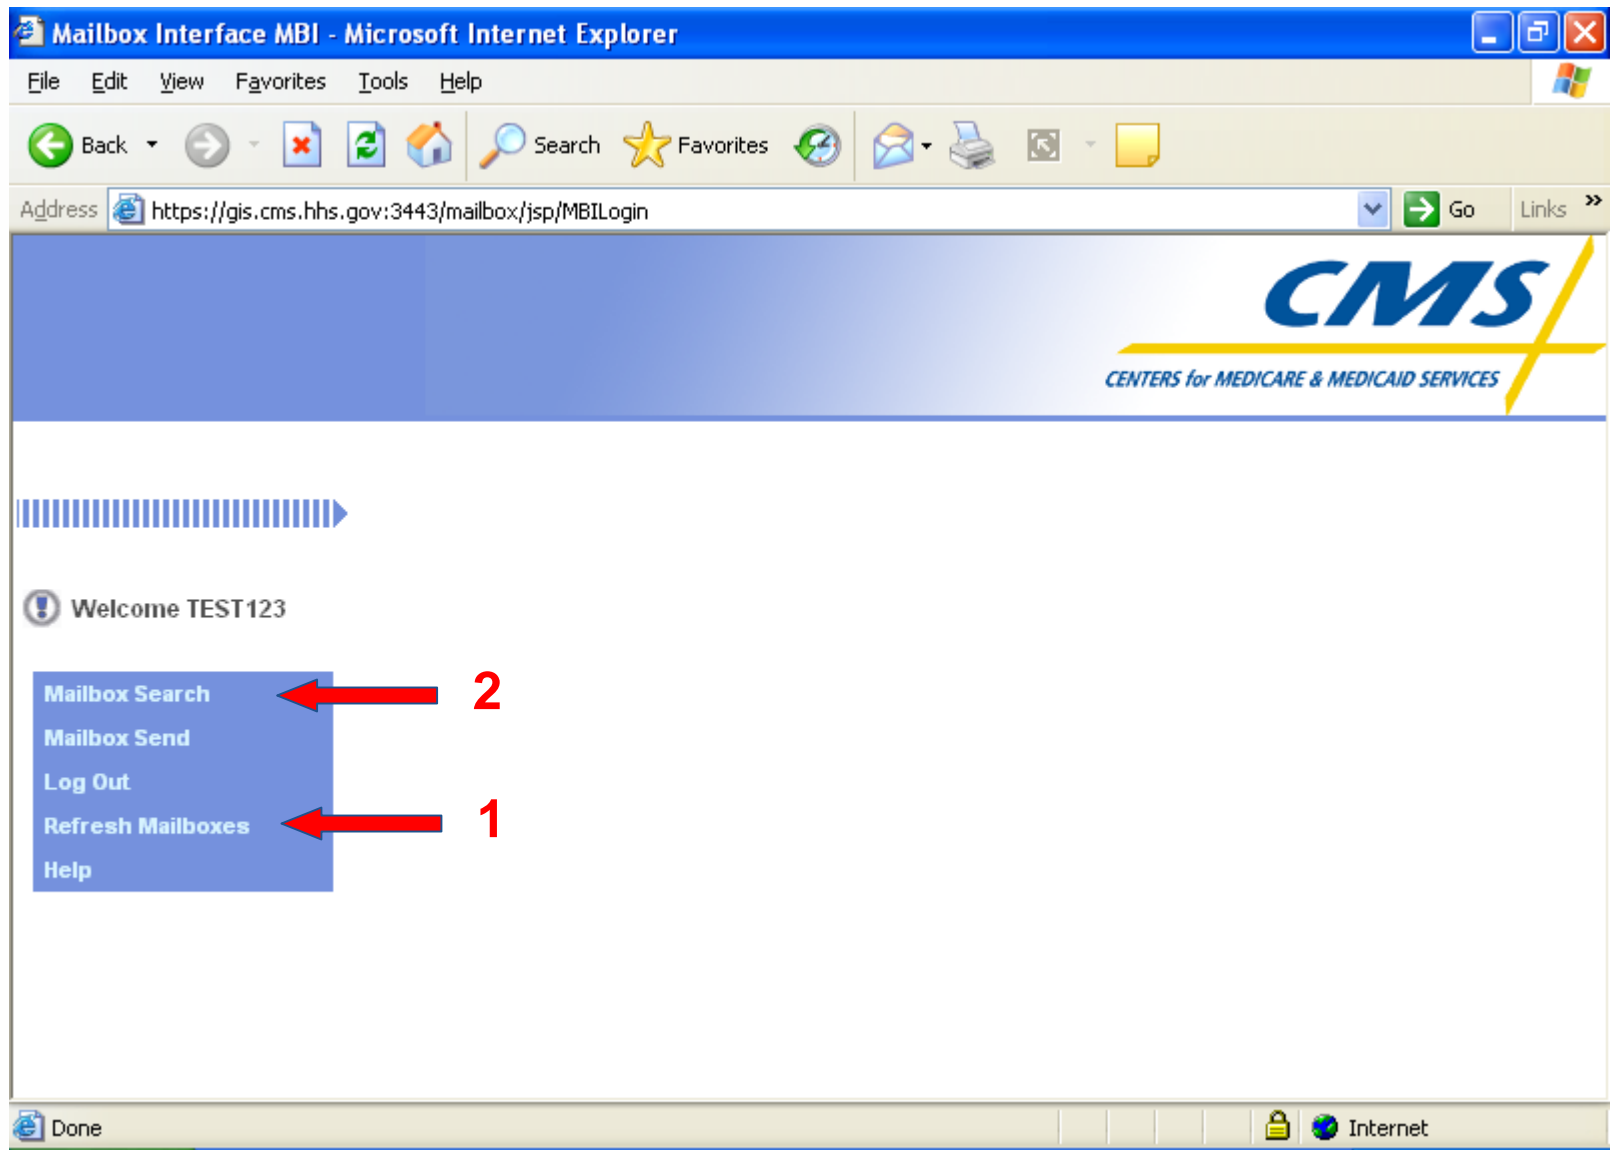 Mailbox Interface MBI - Microsoft Internet Explorer
File Edit View Favorites Tools Help
Back Search Favorites
Address https://gis.cms.hhs.gov:3443/mailbox/jsp/MBILogin Go Links »
CMS
CENTERS for MEDICARE & MEDICAID SERVICES
Welcome TEST123
Mailbox Search 2
Mailbox Send
Log Out
Refresh Mailboxes 1
Help
Done Internet